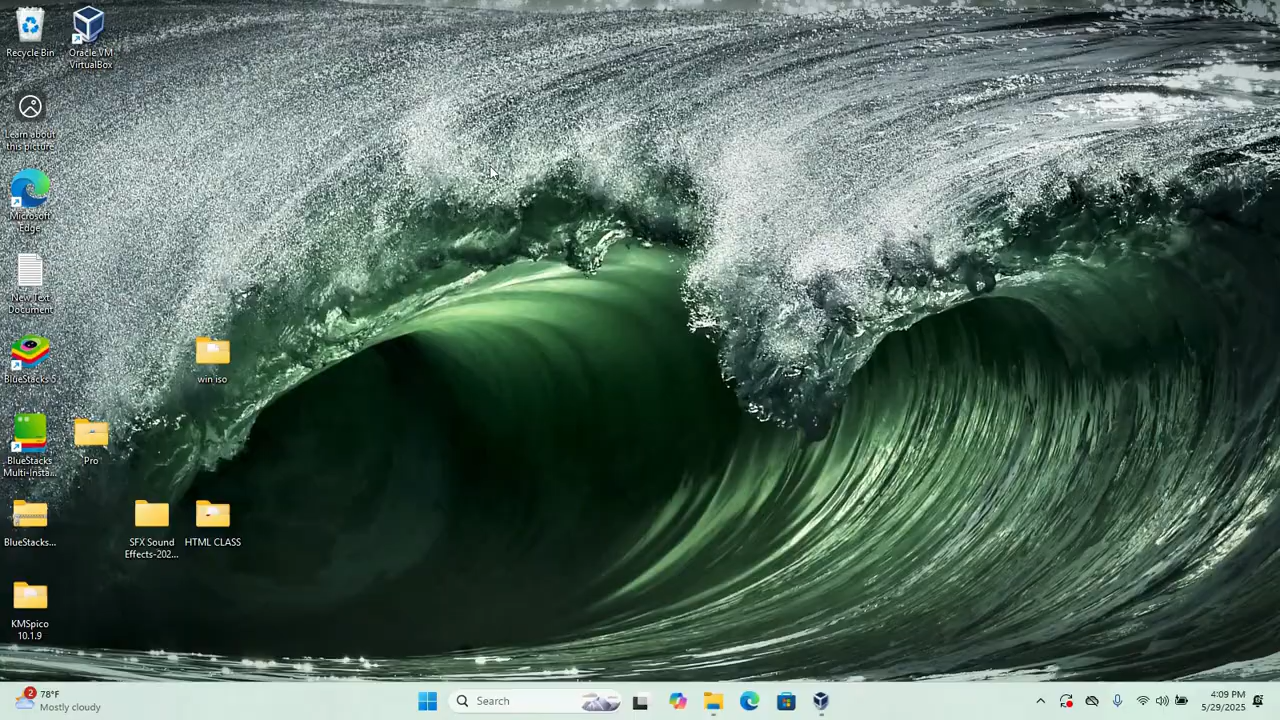 Recycle Bin
Oracle VM
VirtualBox
Learn about
this picture
Microsoft
Edge
New Text
Document
BlueStacks 5
win iso
BlueStacks
Multi-Insta...
Pro
BlueStacks...
SFX Sound
Effects-202...
HTML CLASS
KMSpico
10.1.9
2
78°F
Mostly cloudy
Search
4:09 PM
5/29/2025